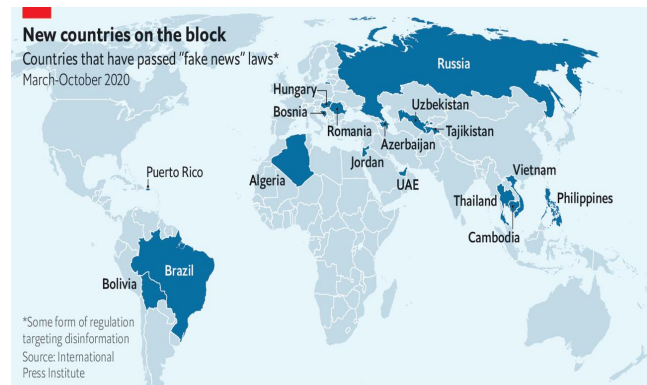 New countries on the block
Countries that have passed "fake news" laws*
March-October 2020
Russia
Hungary
Uzbekistan
Bosnia
Romania
Tajikistan
Azerbaijan
Jordan
Puerto Rico
Algeria
UAE
Vietnam
Thailand
Philippines
Cambodia
Brazil
Bolivia
*Some form of regulation
targeting disinformation
Source: International
Press Institute